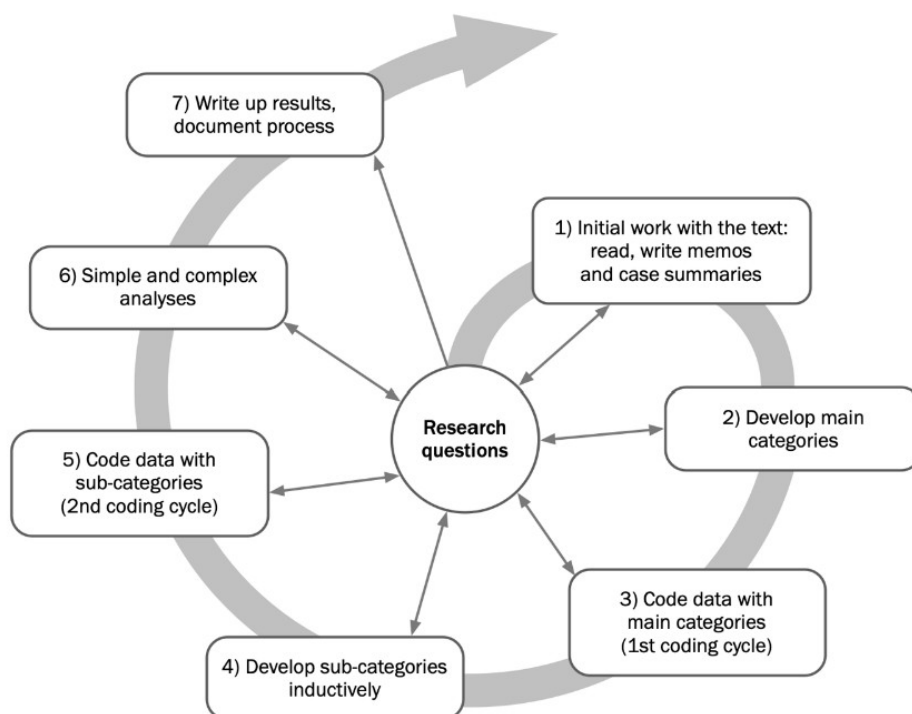 7) Write up results,
document process
1) Initial work with the text:
read, write memos
and case summaries
6) Simple and complex
analyses
2) Develop main
categories
Research
questions
5) Code data with
sub-categories
(2nd coding cycle)
3) Code data with
main categories
(1st coding cycle)
4) Develop sub-categories
inductively